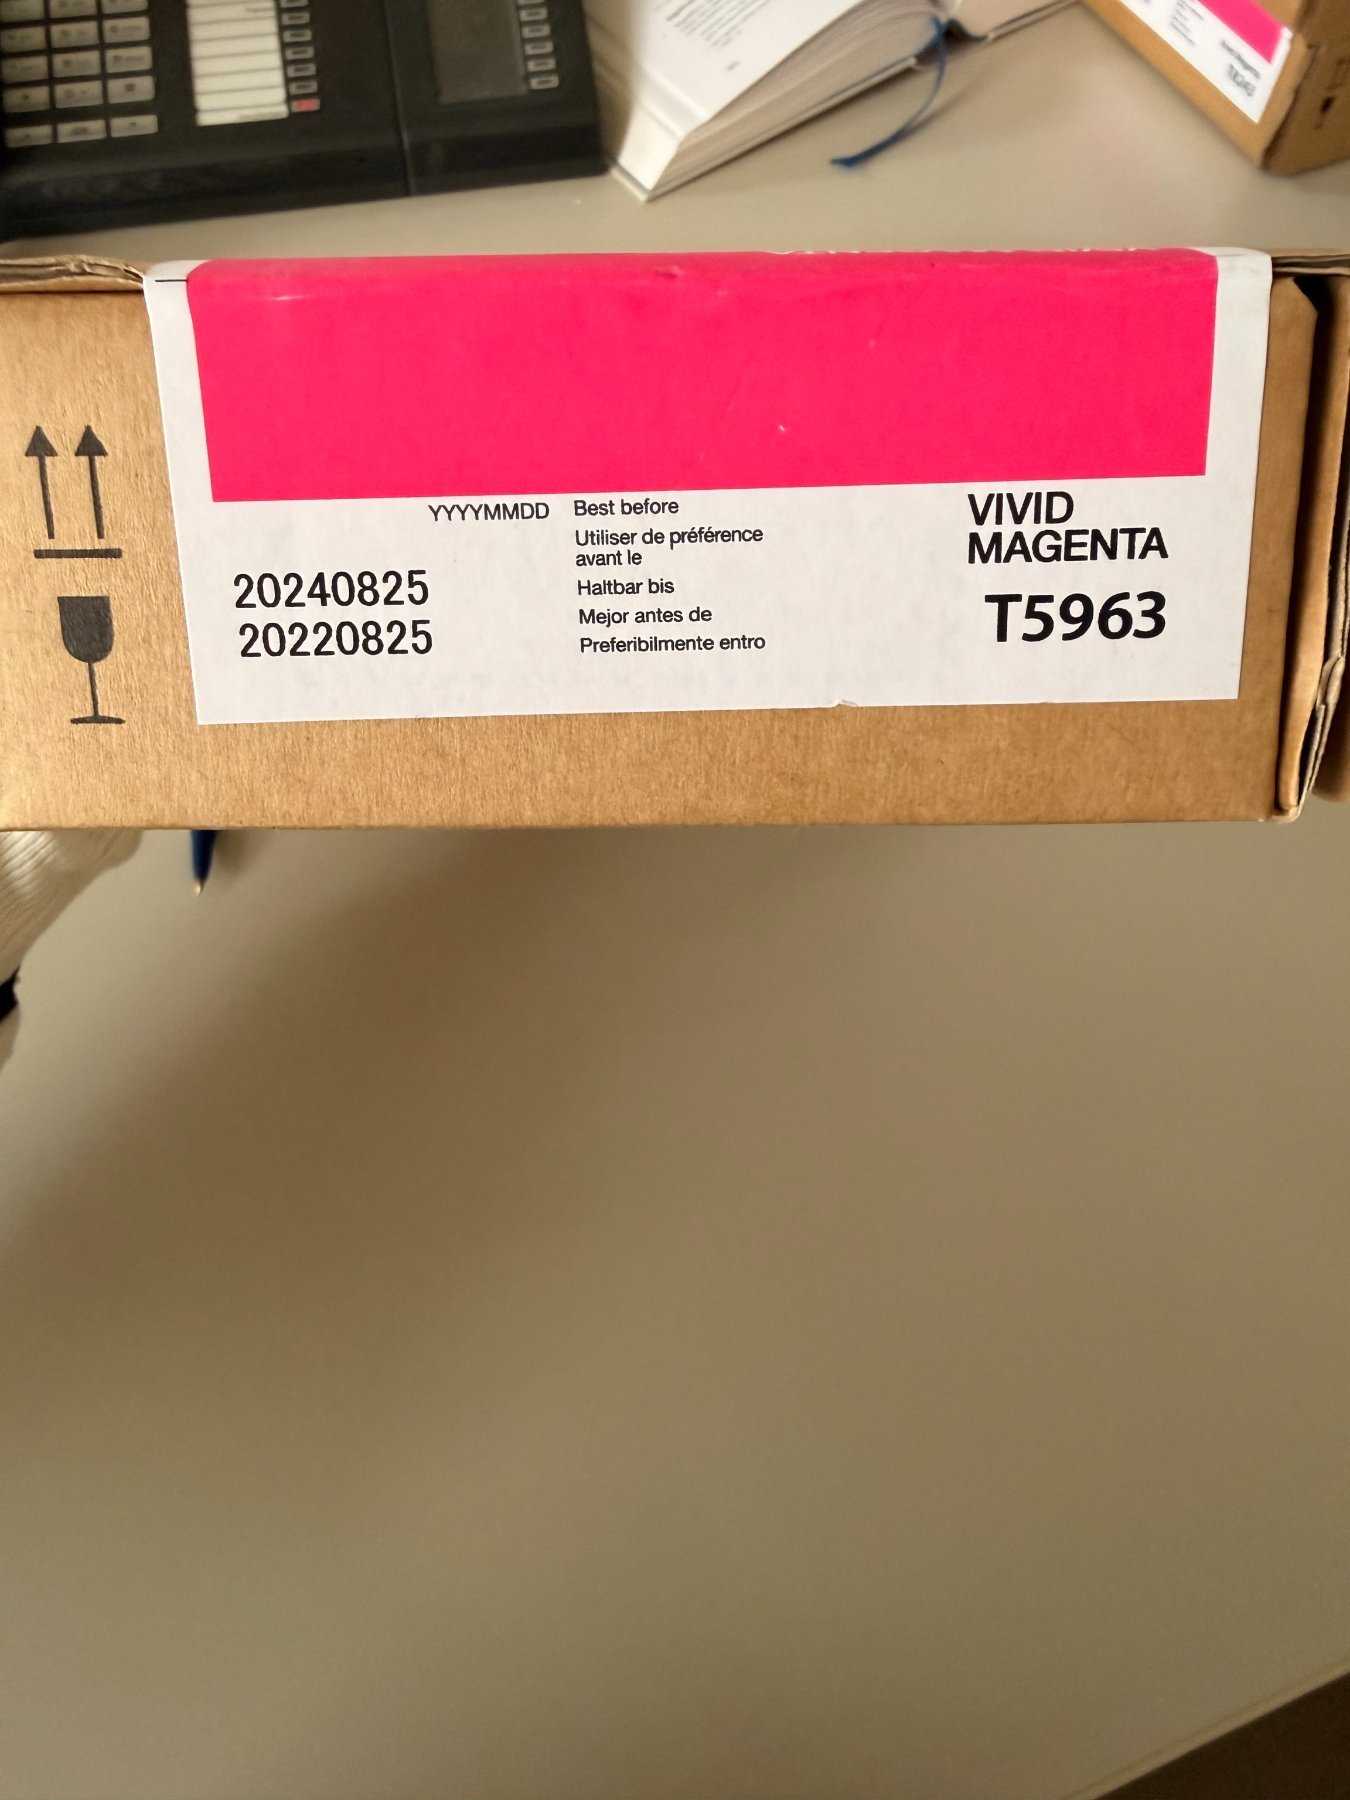 YYYYMMDD
Best before
Utiliser de préférence
avant le
Haltbar bis
Mejor antes de
Preferibilmente entro
20240825
20220825
VIVID
MAGENTA
T5963